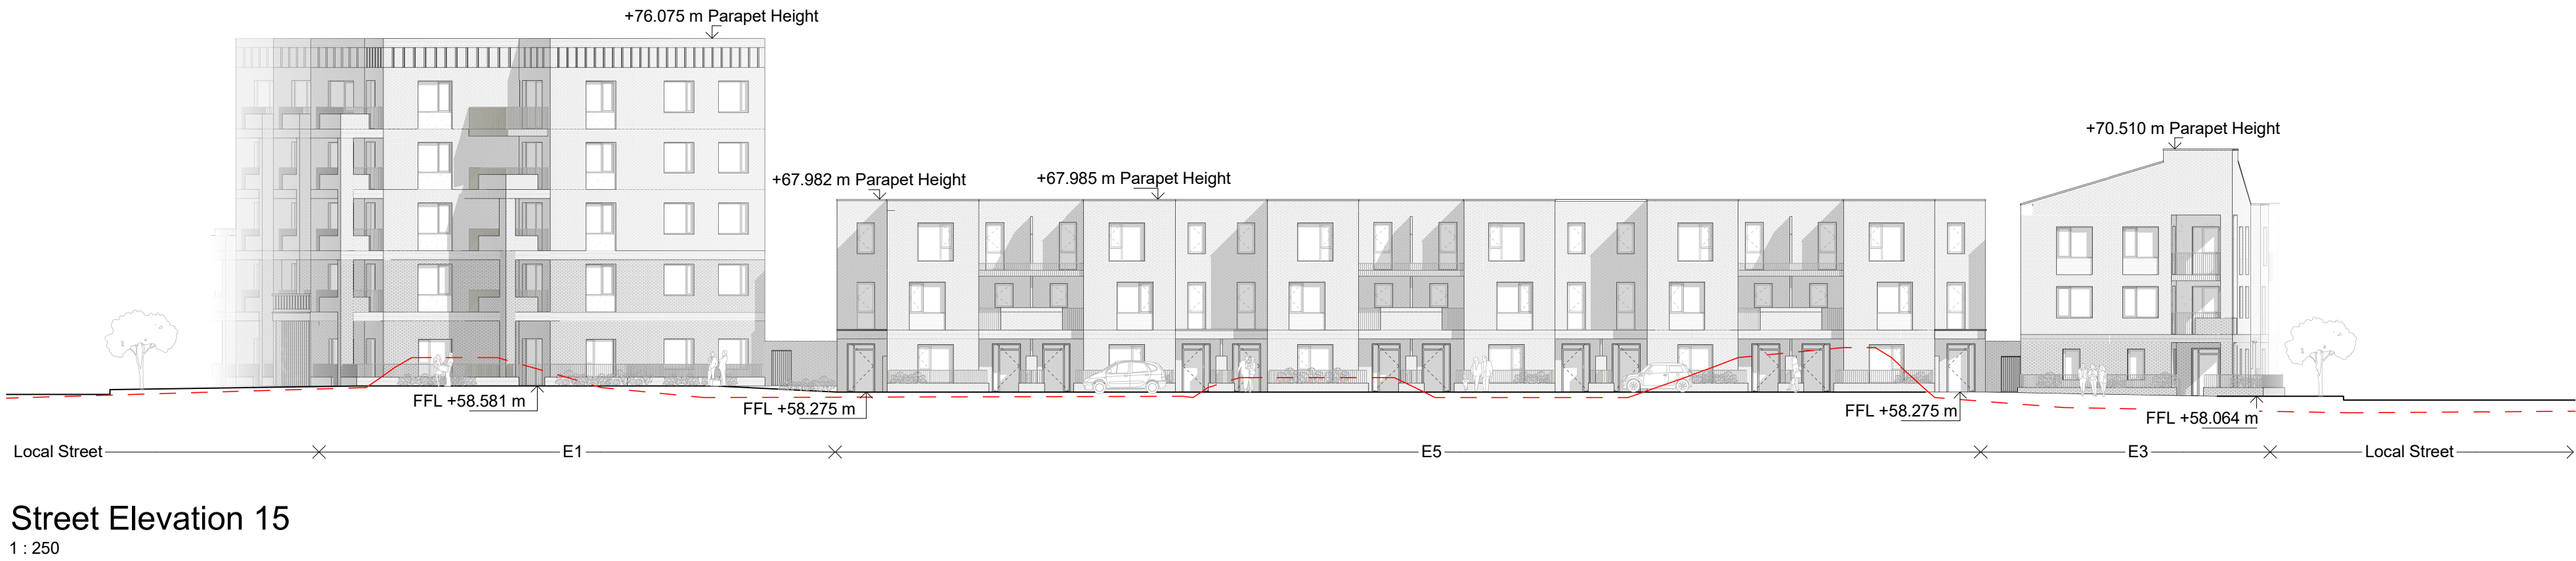 +76.075 m Parapet Height
+70.510 m Parapet Height
+67.982 m Parapet Height
+67.985 m Parapet Height
FFL +58.581 m
FFL +58.275 m
FFL +58.275 m
FFL +58.064 m
Local Street
E1
E5
E3
Local Street
Street Elevation 15
1 : 250